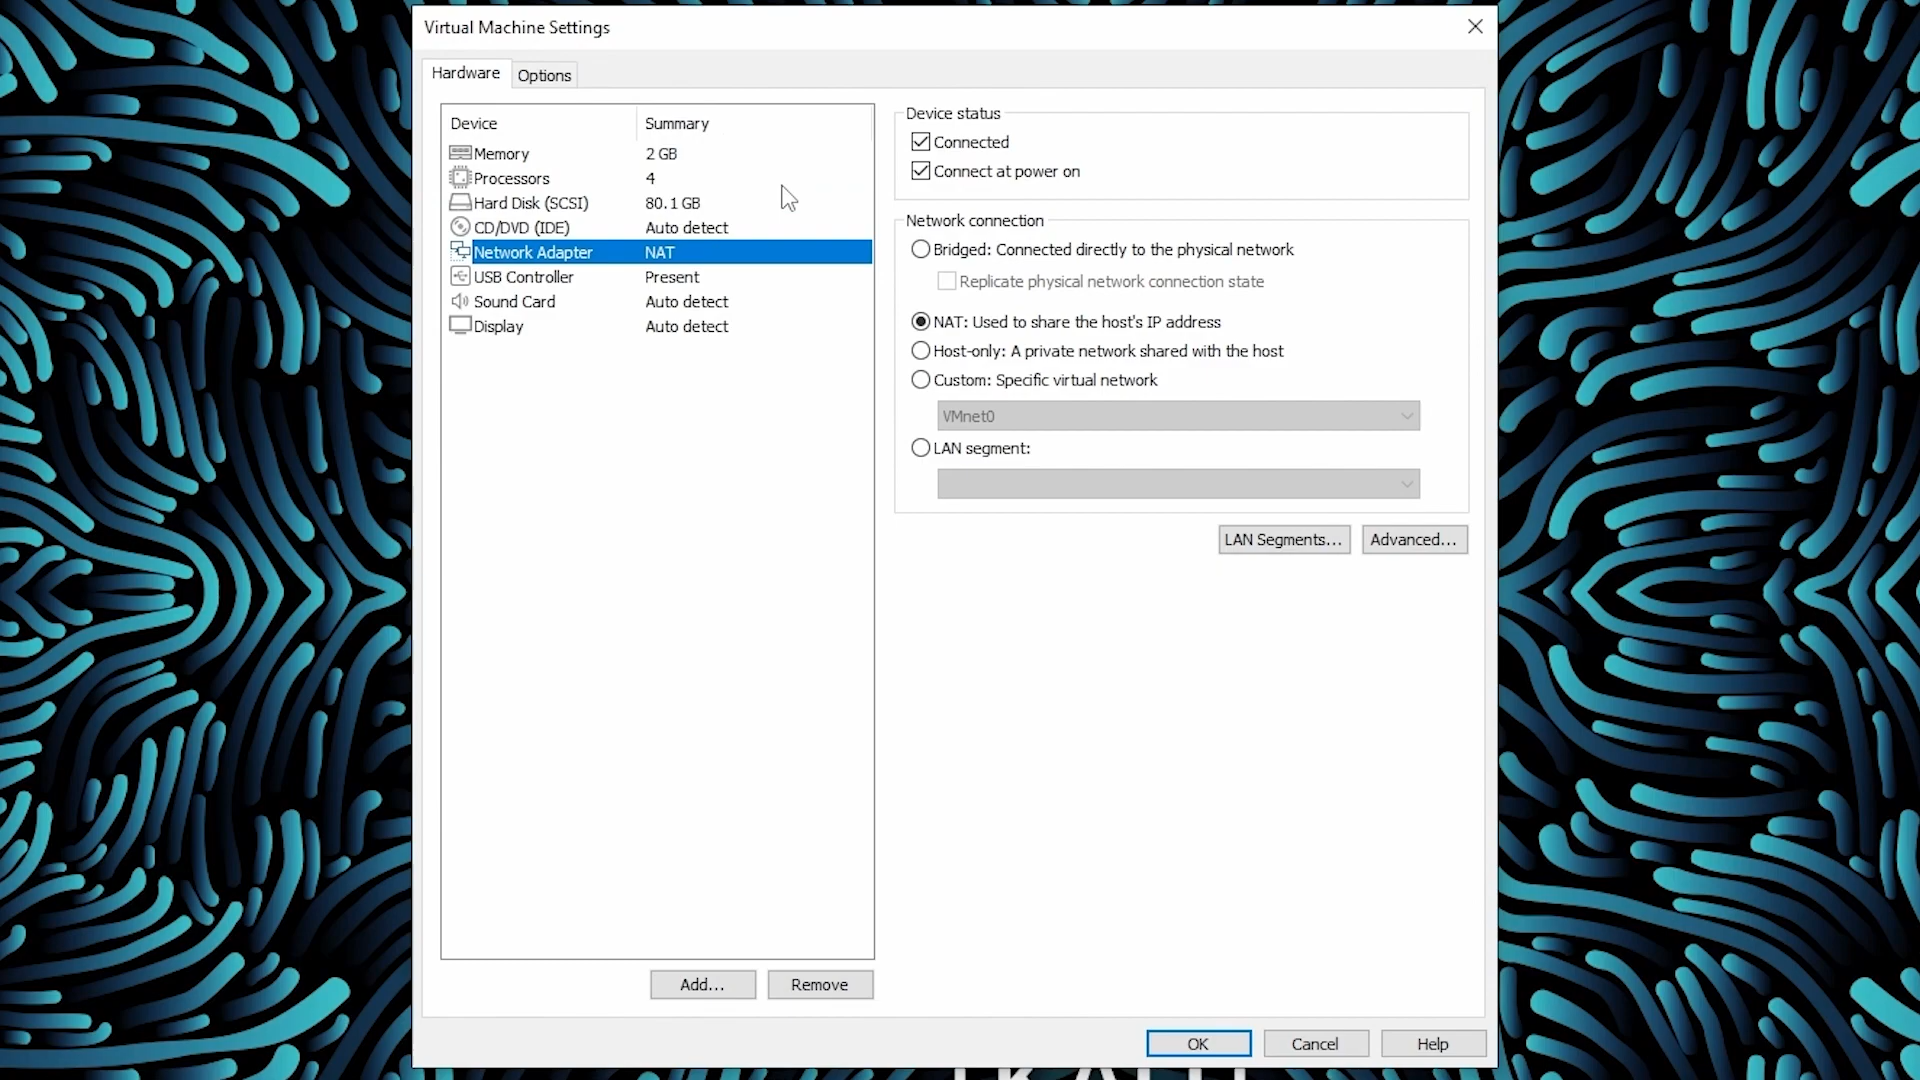 Virtual Machine Settings
Hardware
Options
Device Summary
Memory 2 GB
Processors 4
Hard Disk (SCSI) 80.1 GB
CD/DVD (IDE) Auto detect
Network Adapter NAT
USB Controller Present
Sound Card Auto detect
Display Auto detect
Add...
Remove
Device status
Connected
Connect at power on
Network connection
Bridged: Connected directly to the physical network
Replicate physical network connection state
NAT: Used to share the host's IP address
Host-only: A private network shared with the host
Custom: Specific virtual network
VMnet0
LAN segment:
LAN Segments...
Advanced...
OK
Cancel
Help